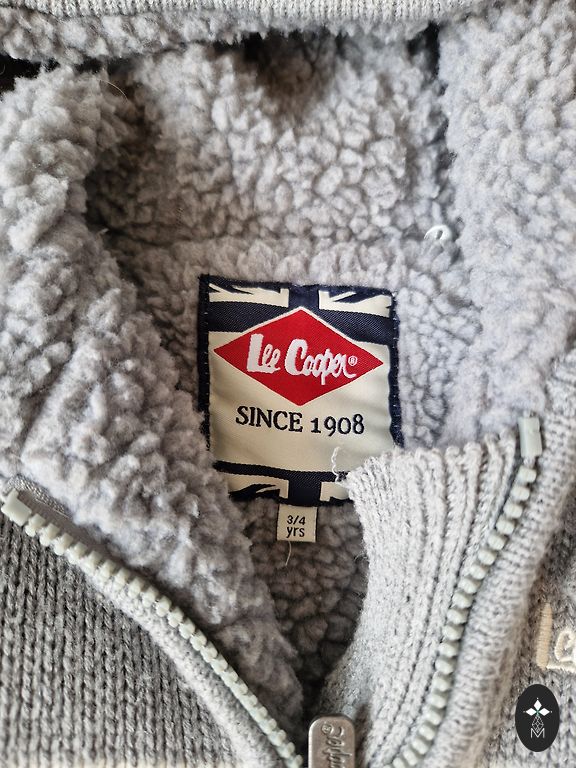 Lee Cooper®
SINCE 1908
3/4
yrs